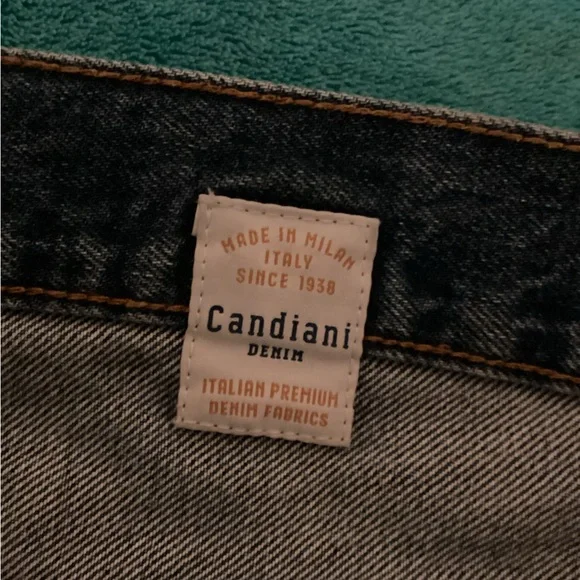 MADE IN MILAN
ITALY
SINCE 1938
Candiani
DENIM
ITALIAN PREMIUM
DENIM FABRICS